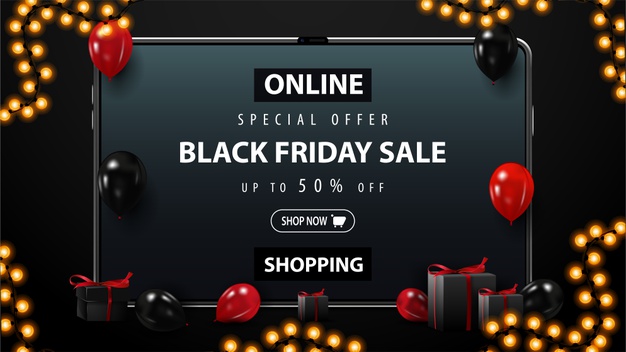 ONLINE
SPECIAL OFFER
BLACK FRIDAY SALE
UP TO 50% OFF
SHOP NOW
SHOPPING